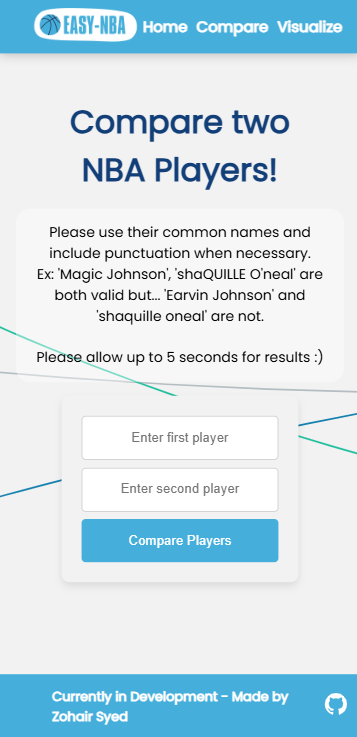 EASY-NBA Home Compare Visualize
Compare two
NBA Players!
Please use their common names and
include punctuation when necessary.
Ex: 'Magic Johnson', 'shaQUILLE O'neal' are
both valid but... 'Earvin Johnson' and
'shaquille oneal' are not.
Please allow up to 5 seconds for results :)
Enter first player
Enter second player
Compare Players
Currently in Development - Made by
Zohair Syed